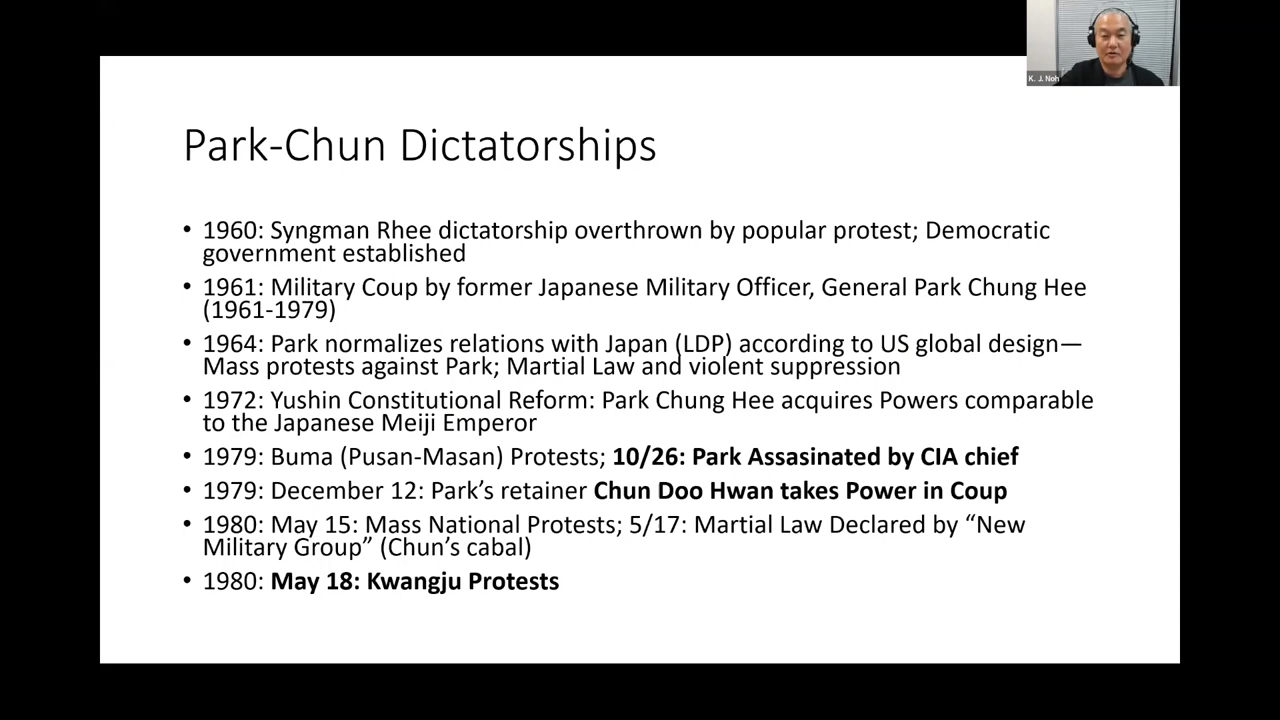 K. J. Noh
Park-Chun Dictatorships
• 1960: Syngman Rhee dictatorship overthrown by popular protest; Democratic
government established
• 1961: Military Coup by former Japanese Military Officer, General Park Chung Hee
(1961-1979)
• 1964: Park normalizes relations with Japan (LDP) according to US global design—
Mass protests against Park; Martial Law and violent suppression
• 1972: Yushin Constitutional Reform: Park Chung Hee acquires Powers comparable
to the Japanese Meiji Emperor
• 1979: Buma (Pusan-Masan) Protests; 10/26: Park Assasinated by CIA chief
• 1979: December 12: Park’s retainer Chun Doo Hwan takes Power in Coup
• 1980: May 15: Mass National Protests; 5/17: Martial Law Declared by “New
Military Group” (Chun’s cabal)
• 1980: May 18: Kwangju Protests